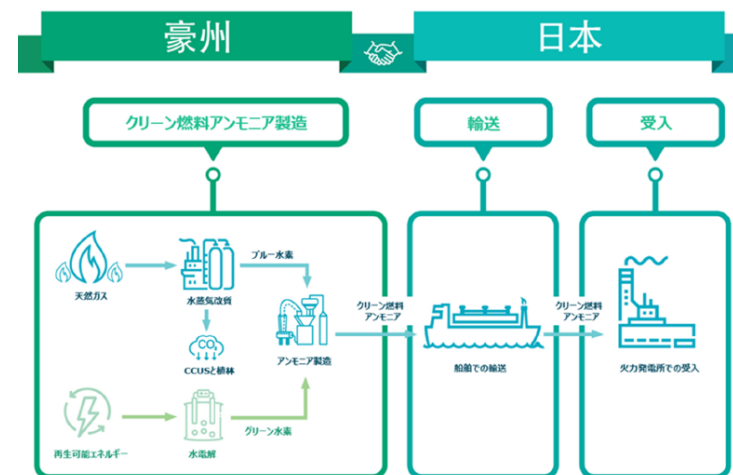 豪州
日本
クリーン燃料アンモニア製造
輸送
受入
天然ガス
水蒸気改質
ブルー水素
CO₂
CCUSと植林
アンモニア製造
クリーン燃料
アンモニア
船舶での輸送
クリーン燃料
アンモニア
火力発電所での受入
再生可能エネルギー
水電解
グリーン水素